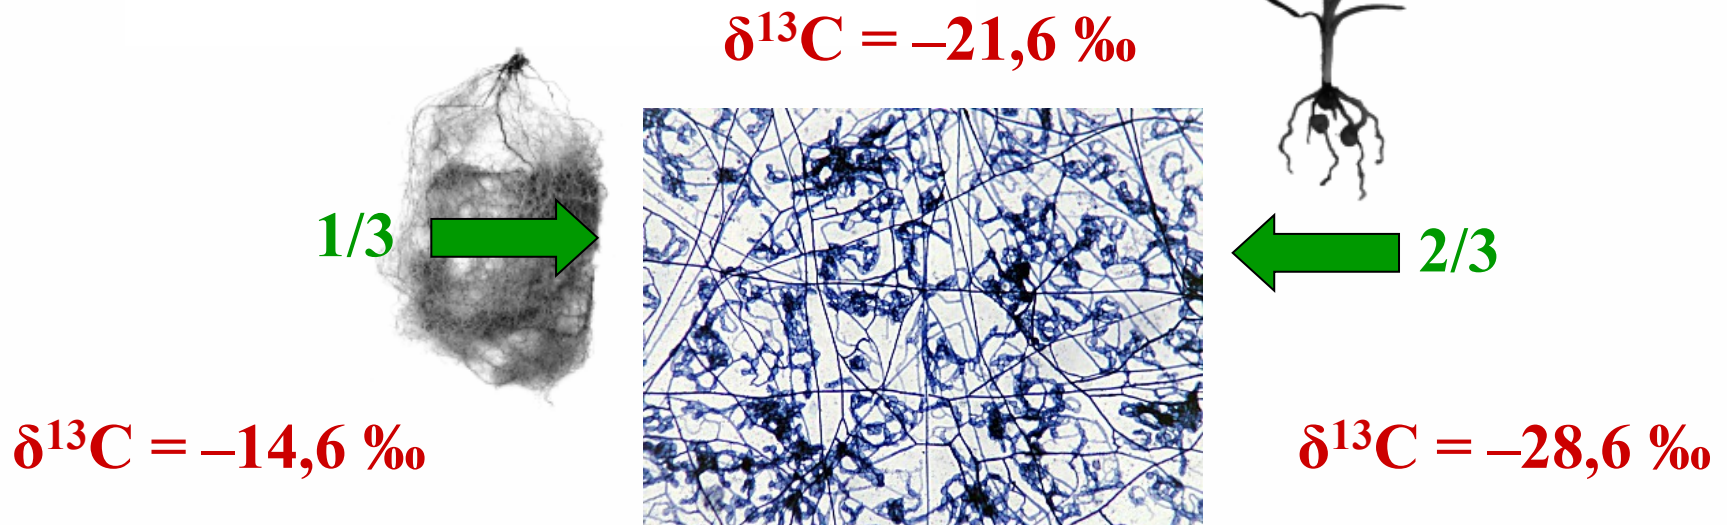 δ¹³C = –21,6 ‰
1/3
2/3
δ¹³C = –14,6 ‰
δ¹³C = –28,6 ‰